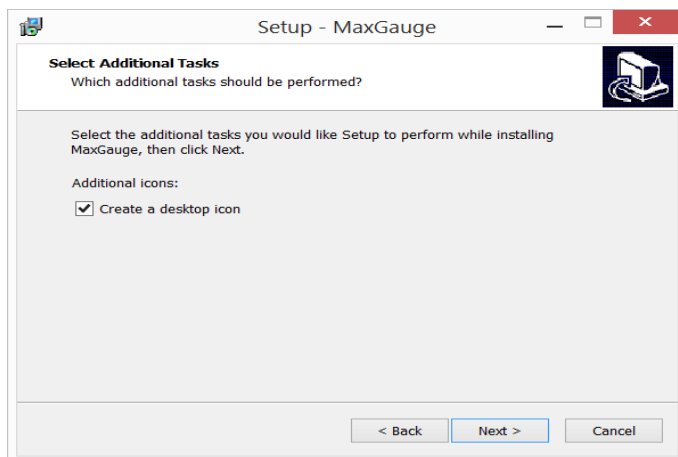 Setup - MaxGauge
Select Additional Tasks
Which additional tasks should be performed?
Select the additional tasks you would like Setup to perform while installing
MaxGauge, then click Next.
Additional icons:
Create a desktop icon
< Back Next > Cancel